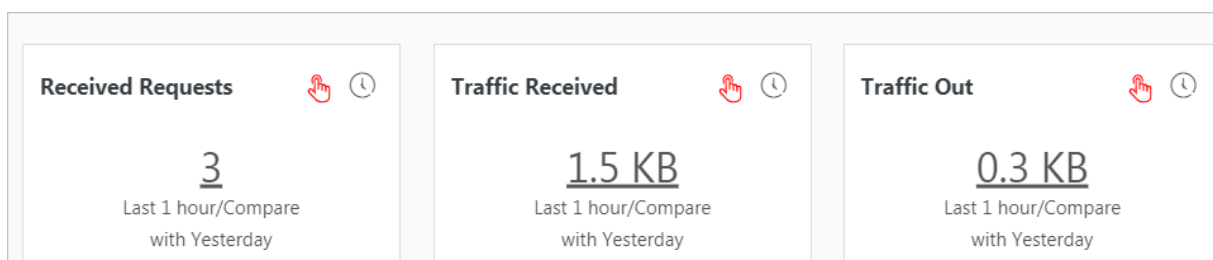 Received Requests
3
Last 1 hour/Compare
with Yesterday
Traffic Received
1.5 KB
Last 1 hour/Compare
with Yesterday
Traffic Out
0.3 KB
Last 1 hour/Compare
with Yesterday